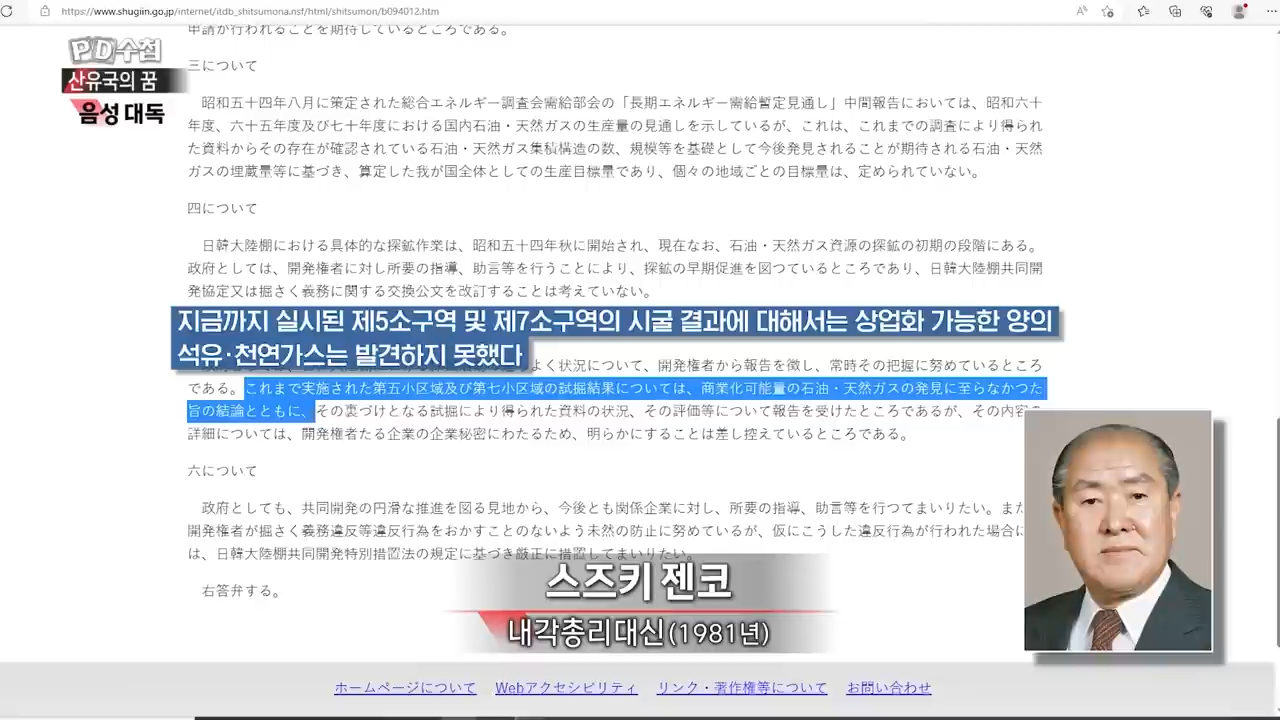 https://www.shugiin.go.jp/internet/itdb_shitsumona.nsf/html/shitsumon/b094012.htm
PD수첩
산유국의 꿈
음성 대독
申請が行われることを期待しているところである。
三について
昭和五十四年八月に策定された総合エネルギー調査会需給部会の「長期エネルギー需給暫定見通し」中間報告においては、昭和六十
年度、六十五年度及び七十年度における国内石油・天然ガスの生産量の見通しを示しているが、これは、これまでの調査により得られ
た資料からその存在が確認されている石油・天然ガス集積構造の数、規模等を基礎として今後発見されることが期待される石油・天然
ガスの埋蔵量等に基づき、算定した我が国全体としての生産目標量であり、個々の地域ごとの目標量は、定められていない。
四について
日韓大陸棚における具体的な探鉱作業は、昭和五十四年秋に開始され、現在なお、石油・天然ガス資源の探鉱の初期の段階にある。
政府としては、開発権者に対し所要の指導、助言等を行うことにより、探鉱の早期促進を図つているところであり、日韓大陸棚共同開
発協定又は掘さく義務に関する交換公文を改訂することは考えていない。
지금까지 실시된 제5소구역 및 제7소구역의 시굴 결과에 대해서는 상업화 가능한 양의
석유·천연가스는 발견하지 못했다
よく状況について、開発権者から報告を徴し、常時その把握に努めているところ
である。これまで実施された第五小区域及び第七小区域の試掘結果については、商業化可能量の石油・天然ガスの発見に至らなかつた
旨の結論とともに、その裏づけとなる試掘により得られた資料の状況、その評価等について報告を受けたところであるが、その内容の
詳細については、開発権者たる企業の企業秘密にわたるため、明らかにすることは差し控えているところである。
六について
政府としても、共同開発の円滑な推進を図る見地から、今後とも関係企業に対し、所要の指導、助言等を行つてまいりたい。また
開発権者が掘さく義務違反等違反行為をおかすことのないよう未然の防止に努めているが、仮にこうした違反行為が行われた場合に
は、日韓大陸棚共同開発特別措置法の規定に基づき厳正に措置してまいりたい。
右答弁する。
스즈키 젠코
내각총리대신(1981년)
ホームページについて Webアクセシビリティ リンク・著作権等について お問い合わせ